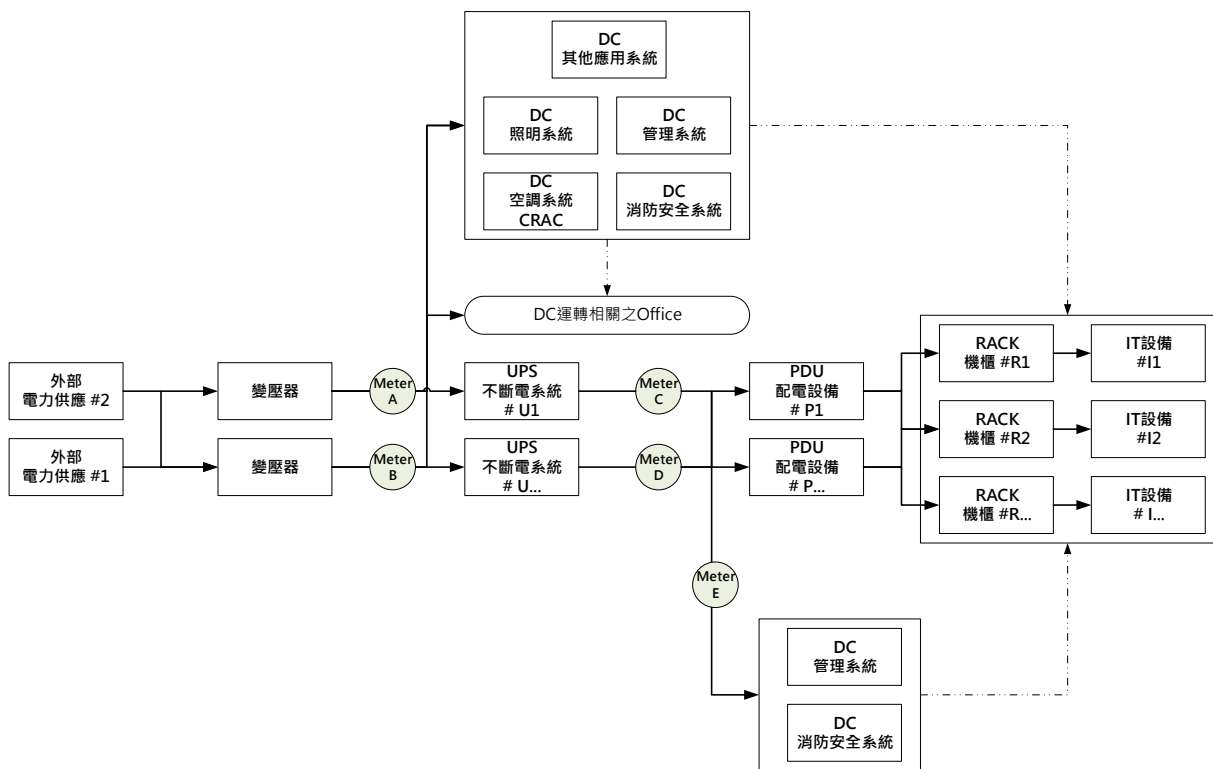 DC
其他應用系統
DC
照明系統
DC
管理系統
DC
空調系統
CRAC
DC
消防安全系統
DC運轉相關之Office
外部
電力供應 #2
變壓器
Meter
A
UPS
不斷電系統
# U1
Meter
C
PDU
配電設備
# P1
RACK
機櫃 #R1
IT設備
#I1
外部
電力供應 #1
變壓器
Meter
B
UPS
不斷電系統
# U...
Meter
D
PDU
配電設備
# P...
RACK
機櫃 #R2
IT設備
#I2
RACK
機櫃 #R...
IT設備
# I...
Meter
E
DC
管理系統
DC
消防安全系統